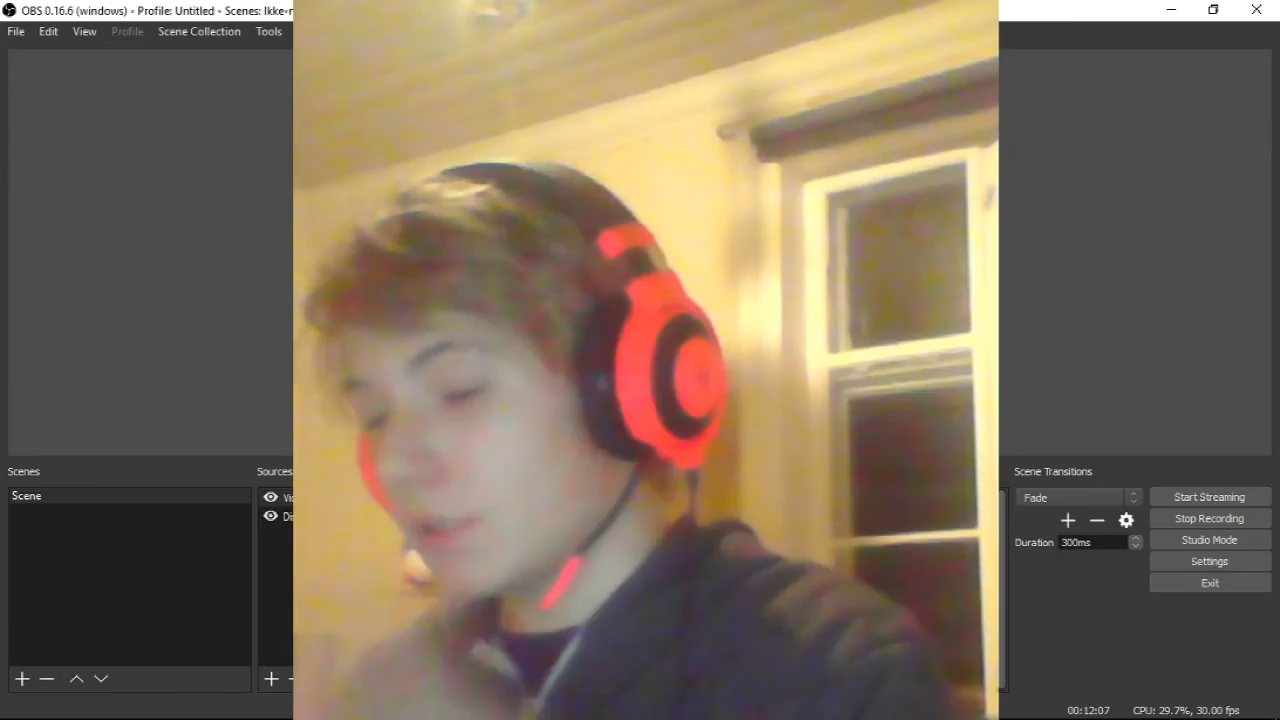 OBS 0.16.6 (windows) - Profile: Untitled - Scenes: Ikke-n
File Edit View Profile Scene Collection Tools
Scenes Sources Scene Transitions
Scene
Fade
Duration 300ms
Start Streaming
Stop Recording
Studio Mode
Settings
Exit
00:12:07 CPU: 29.7%, 30.00 fps